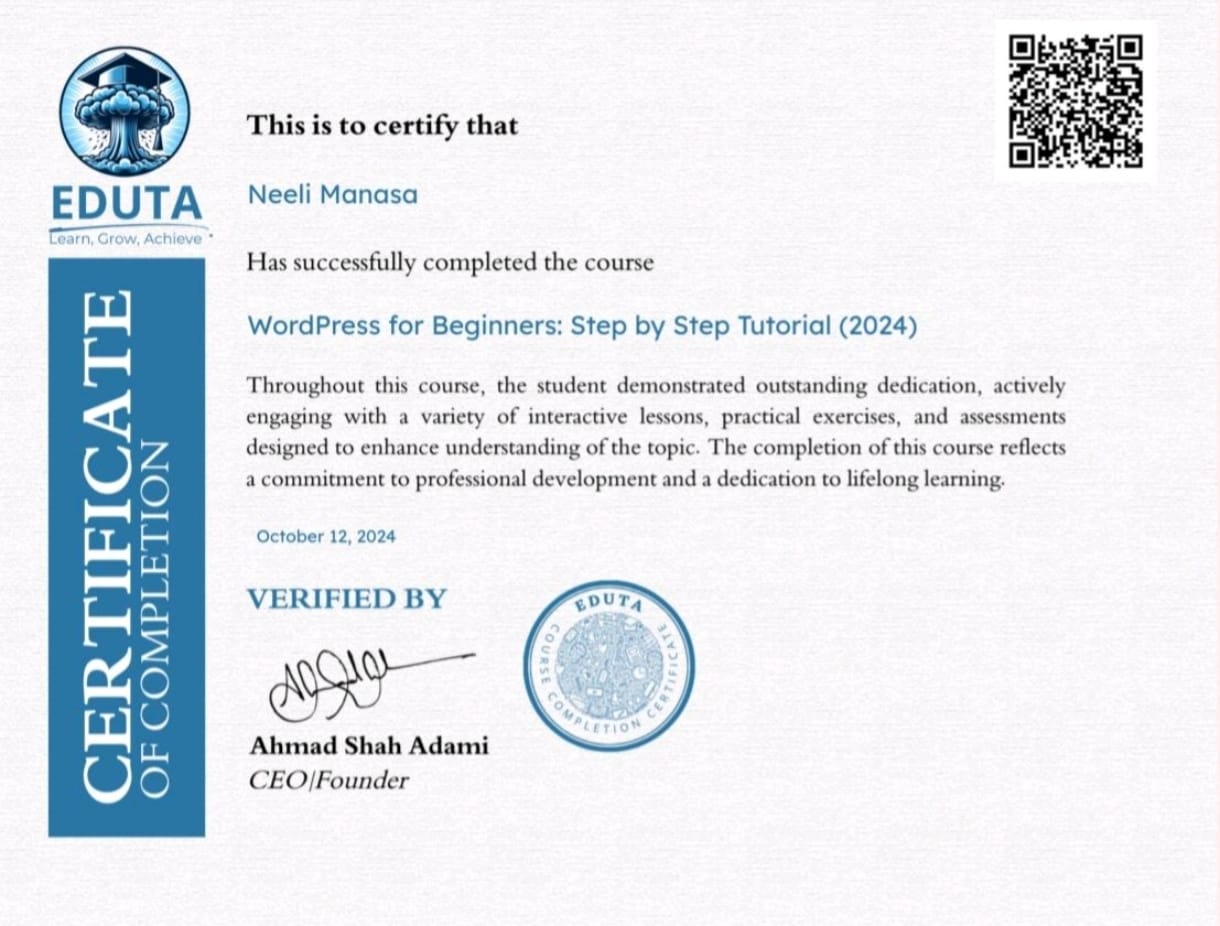 EDUTA
Learn, Grow, Achieve
CERTIFICATE
OF COMPLETION
This is to certify that
Neeli Manasa
Has successfully completed the course
WordPress for Beginners: Step by Step Tutorial (2024)
Throughout this course, the student demonstrated outstanding dedication, actively
engaging with a variety of interactive lessons, practical exercises, and assessments
designed to enhance understanding of the topic. The completion of this course reflects
a commitment to professional development and a dedication to lifelong learning.
October 12, 2024
VERIFIED BY
Ahmad Shah Adami
CEO|Founder
EDUTA
COURSE COMPLETION CERTIFICATE